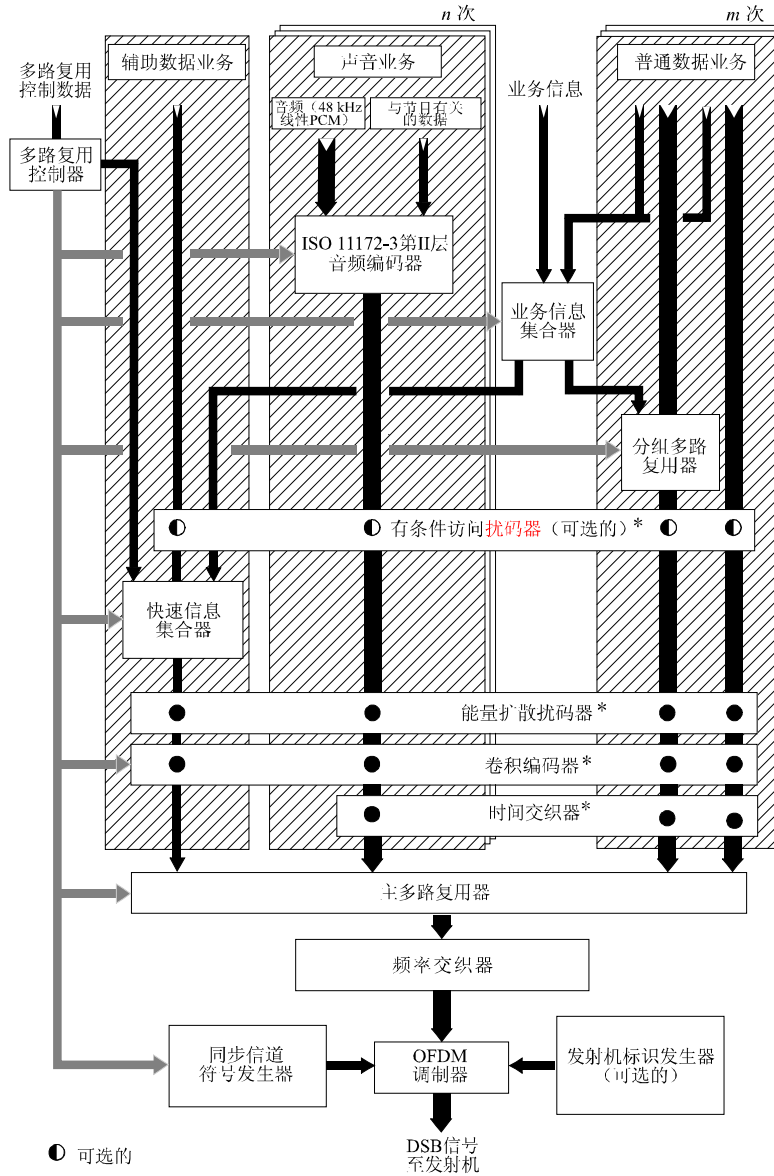 n 次
m 次
辅助数据业务
声音业务
普通数据业务
多路复用
控制数据
业务信息
音频（48 kHz
线性PCM）
与节目有关
的数据
多路复用
控制器
ISO 11172-3第II层
音频编码器
业务信息
集合器
分组多路
复用器
有条件访问扰码器（可选的）*
快速信息
集合器
能量扩散扰码器*
卷积编码器*
时间交织器*
主多路复用器
频率交织器
同步信道
符号发生器
OFDM
调制器
发射机标识发生器
（可选的）
DSB信号
至发射机
可选的